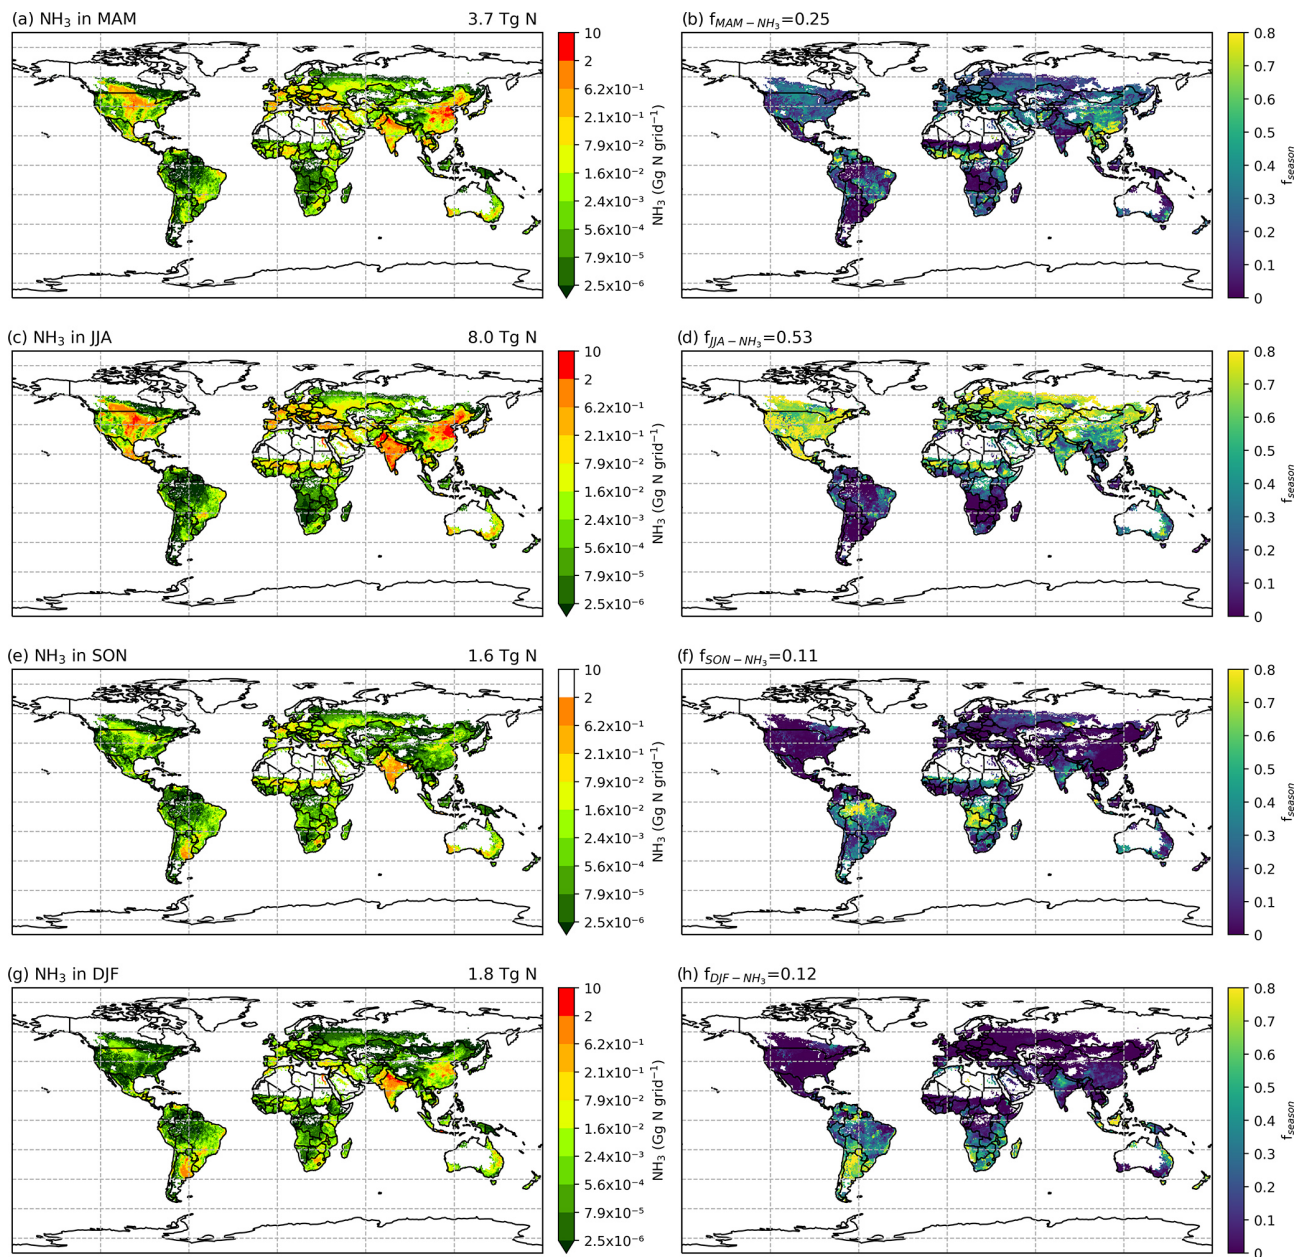 (a) NH₃ in MAM 3.7 Tg N
10
2
6.2x10⁻¹
2.1x10⁻¹
7.9x10⁻²
1.6x10⁻²
2.4x10⁻³
5.6x10⁻⁴
7.9x10⁻⁵
2.5x10⁻⁶
NH₃ (Gg N grid⁻¹)
(b) f_MAM−NH₃=0.25
0.8
0.7
0.6
0.5
0.4
0.3
0.2
0.1
0
f_season
(c) NH₃ in JJA 8.0 Tg N
10
2
6.2x10⁻¹
2.1x10⁻¹
7.9x10⁻²
1.6x10⁻²
2.4x10⁻³
5.6x10⁻⁴
7.9x10⁻⁵
2.5x10⁻⁶
NH₃ (Gg N grid⁻¹)
(d) f_JJA−NH₃=0.53
0.8
0.7
0.6
0.5
0.4
0.3
0.2
0.1
0
f_season
(e) NH₃ in SON 1.6 Tg N
10
2
6.2x10⁻¹
2.1x10⁻¹
7.9x10⁻²
1.6x10⁻²
2.4x10⁻³
5.6x10⁻⁴
7.9x10⁻⁵
2.5x10⁻⁶
NH₃ (Gg N grid⁻¹)
(f) f_SON−NH₃=0.11
0.8
0.7
0.6
0.5
0.4
0.3
0.2
0.1
0
f_season
(g) NH₃ in DJF 1.8 Tg N
10
2
6.2x10⁻¹
2.1x10⁻¹
7.9x10⁻²
1.6x10⁻²
2.4x10⁻³
5.6x10⁻⁴
7.9x10⁻⁵
2.5x10⁻⁶
NH₃ (Gg N grid⁻¹)
(h) f_DJF−NH₃=0.12
0.8
0.7
0.6
0.5
0.4
0.3
0.2
0.1
0
f_season